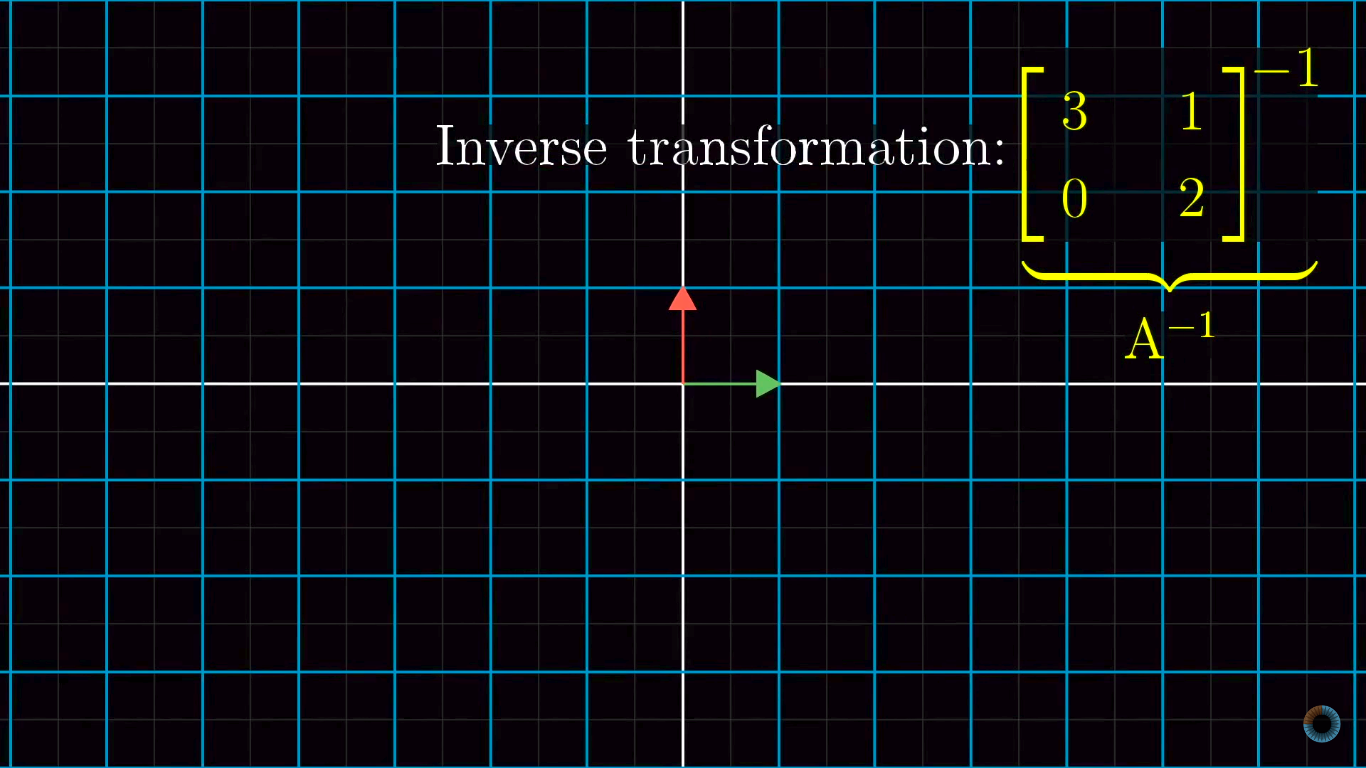 Inverse transformation: [3 1
0 2]⁻¹
A⁻¹